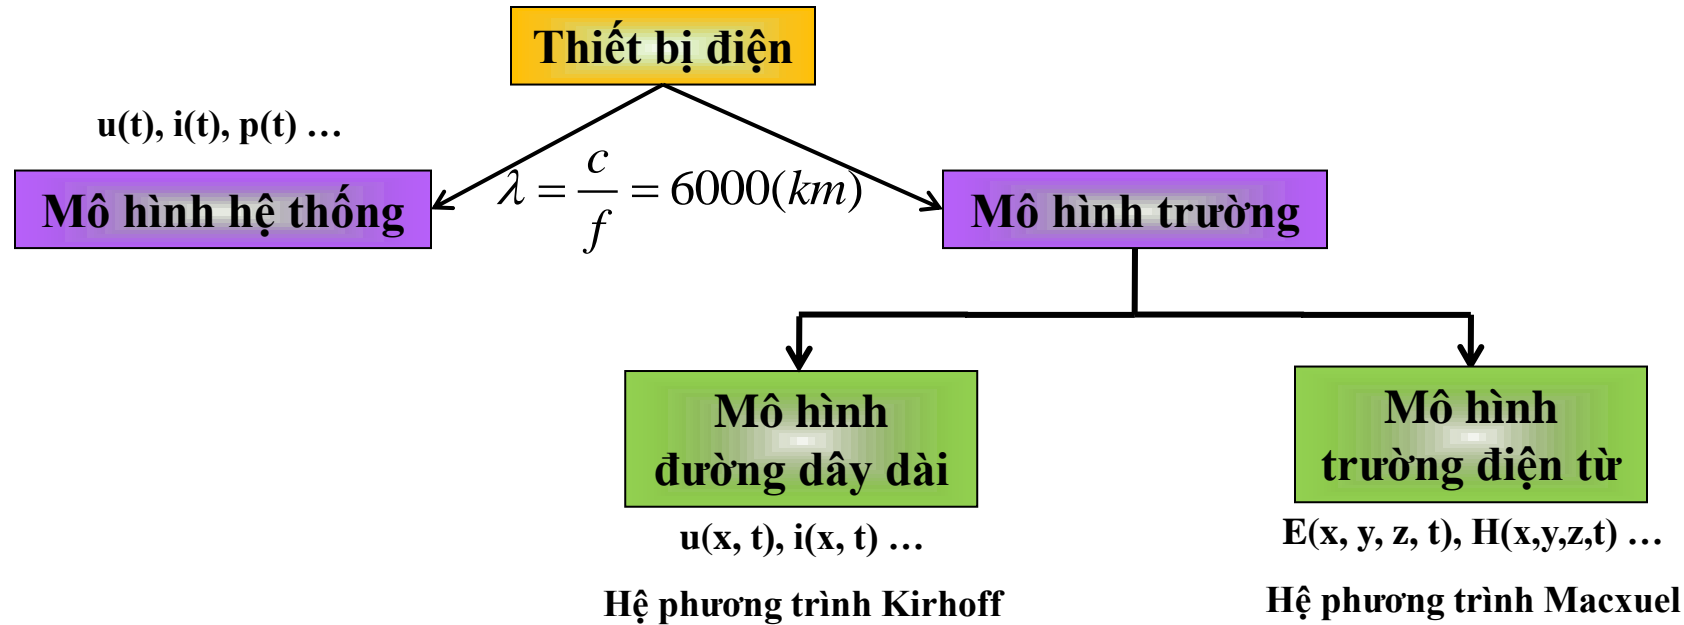 Thiết bị điện
u(t), i(t), p(t) …
Mô hình hệ thống
λ = c/f = 6000(km)
Mô hình trường
Mô hình
đường dây dài
Mô hình
trường điện từ
u(x, t), i(x, t) …
E(x, y, z, t), H(x,y,z,t) …
Hệ phương trình Kirhoff
Hệ phương trình Macxuel